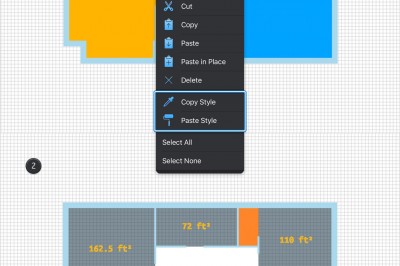 Cut
Copy
Paste
Paste in Place
Delete
Copy Style
Paste Style
Select All
Select None
2
72 ft²
162.5 ft²
110 ft²